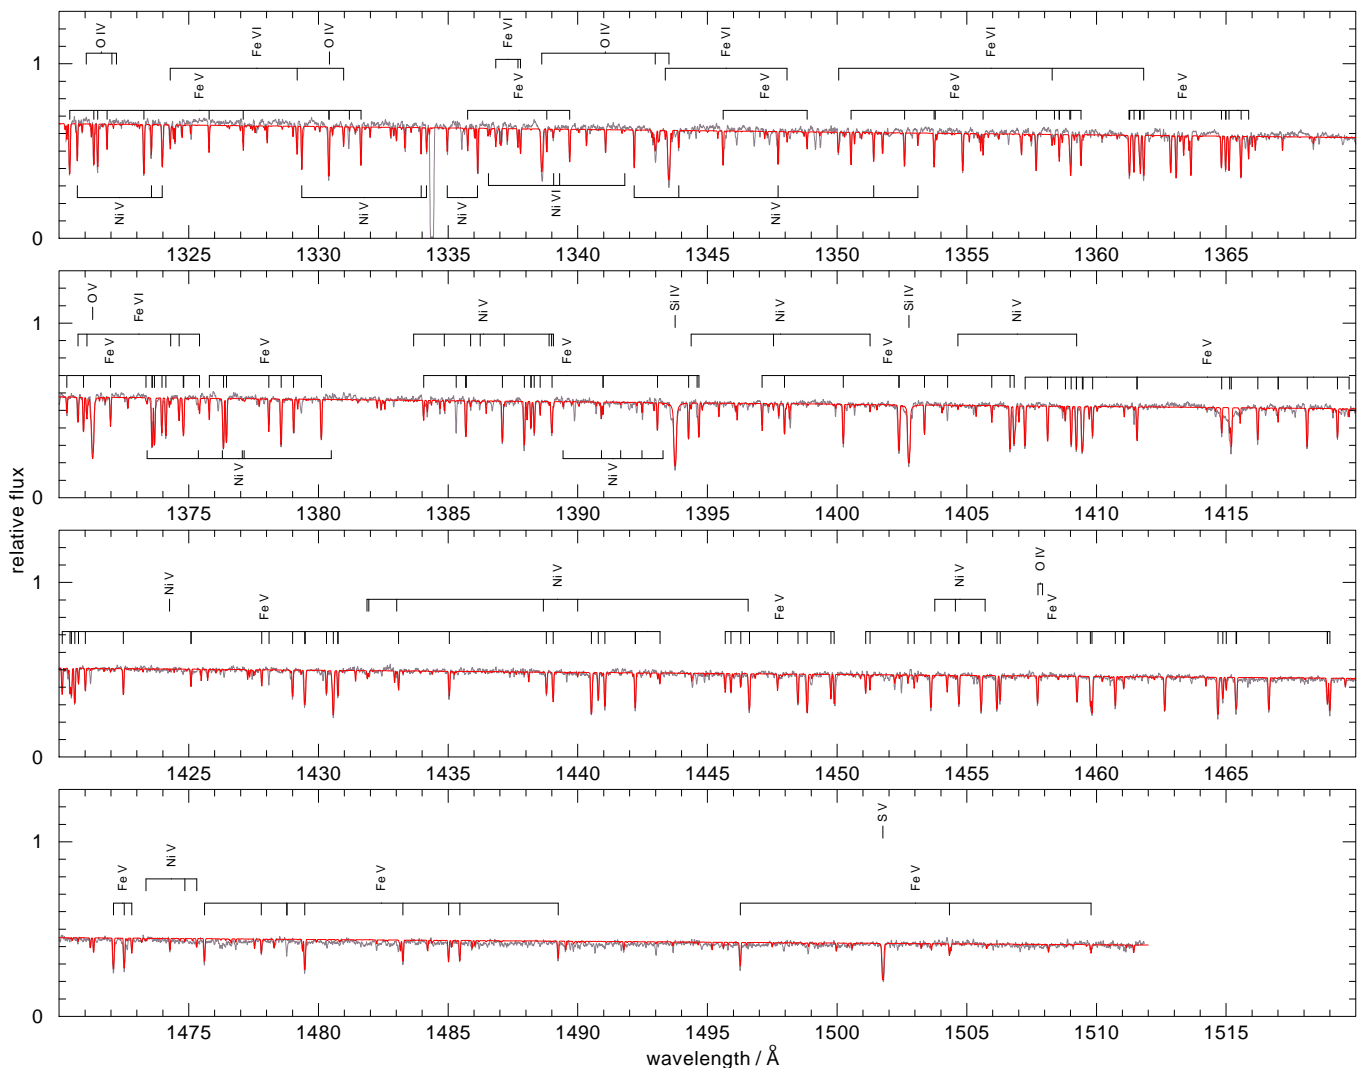 O IV
Fe VI
O IV
Fe VI
O IV
Fe VI
Fe VI
Fe V
Fe V
Fe V
Fe V
Fe V
1
0
Ni V
Ni V
Ni V
Ni VI
Ni V
1325 1330 1335 1340 1345 1350 1355 1360 1365
O V
Fe VI
Ni V
Si IV
Ni V
Si IV
Ni V
Fe V
Fe V
Fe V
Fe V
Fe V
1
0
Ni V
Ni V
1375 1380 1385 1390 1395 1400 1405 1410 1415
relative flux
Ni V
Fe V
Ni V
Fe V
Ni V
O IV
Fe V
1
0
1425 1430 1435 1440 1445 1450 1455 1460 1465
Fe V
Ni V
Fe V
S V
Fe V
1
0
1475 1480 1485 1490 1495 1500 1505 1510 1515
wavelength / Å